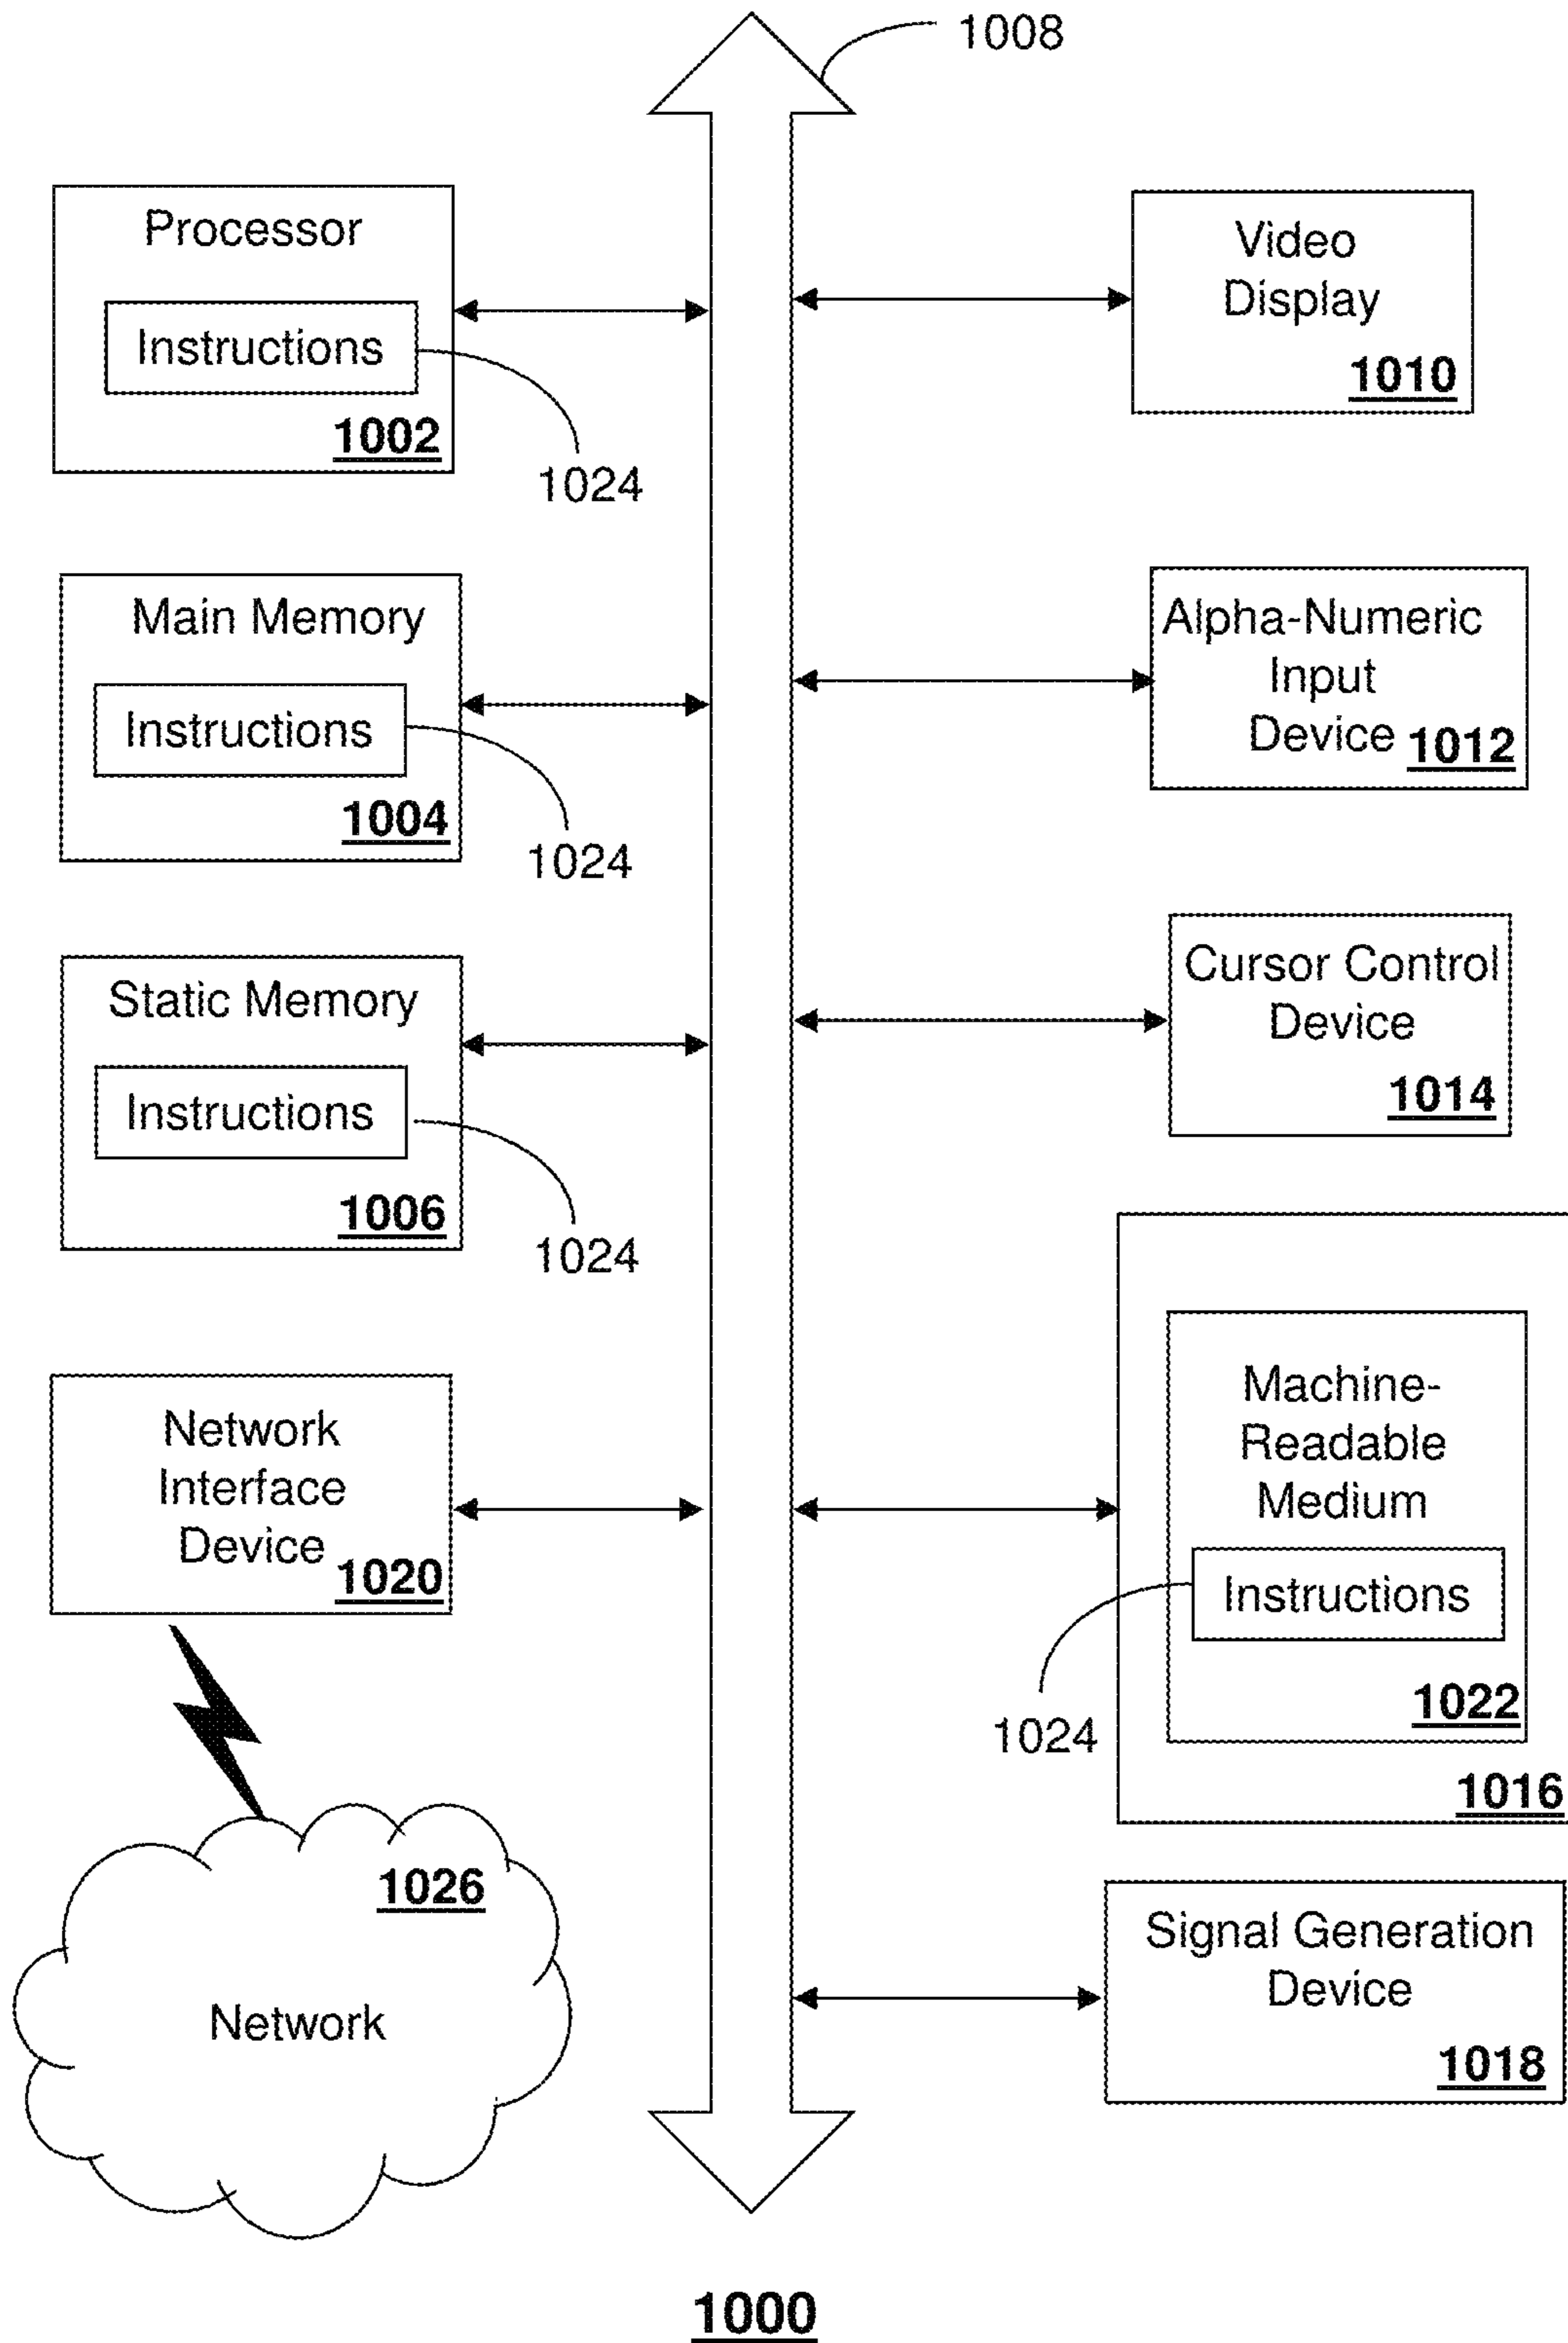 1008
Processor
Instructions
1002
1024
Main Memory
Instructions
1004
1024
Static Memory
Instructions
1006
1024
Network
Interface
Device
1020
1026
Network
Video
Display
1010
Alpha-Numeric
Input
Device 1012
Cursor Control
Device
1014
Machine-
Readable
Medium
Instructions
1022
1024
1016
Signal Generation
Device
1018
1000